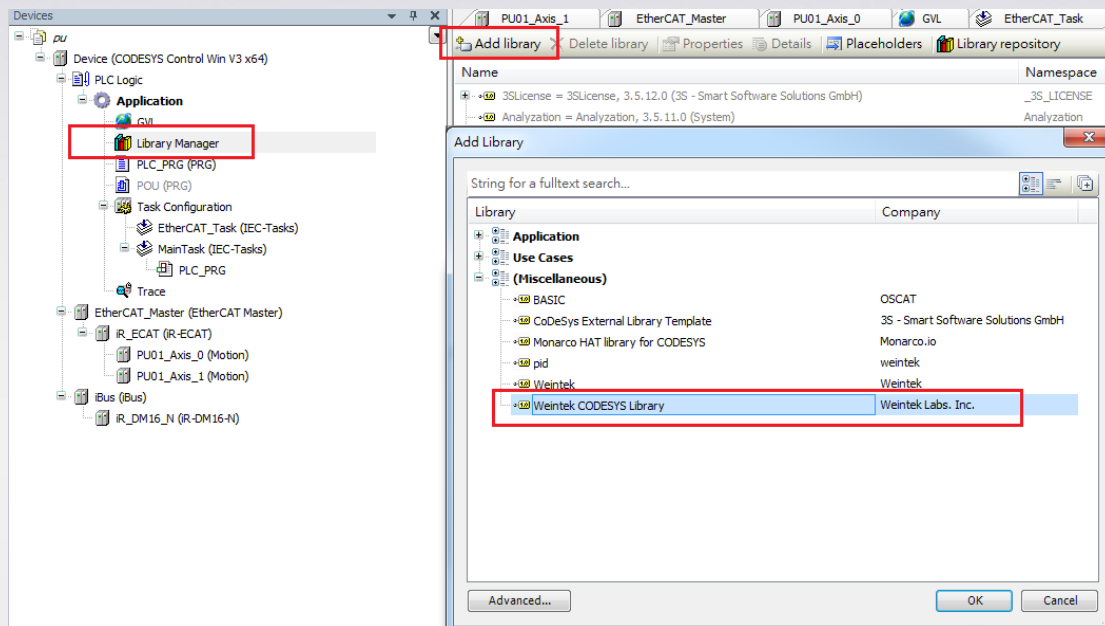 Devices
pu
Device (CODESYS Control Win V3 x64)
PLC Logic
Application
GVL
Library Manager
PLC_PRG (PRG)
POU (PRG)
Task Configuration
EtherCAT_Task (IEC-Tasks)
MainTask (IEC-Tasks)
PLC_PRG
Trace
EtherCAT_Master (EtherCAT Master)
iR_ECAT (iR-ECAT)
PU01_Axis_0 (Motion)
PU01_Axis_1 (Motion)
iBus (iBus)
iR_DM16_N (iR-DM16-N)
PU01_Axis_1 EtherCAT_Master PU01_Axis_0 GVL EtherCAT_Task
Add library Delete library Properties Details Placeholders Library repository
Name Namespace
3SLicense = 3SLicense, 3.5.12.0 (3S - Smart Software Solutions GmbH) _3S_LICENSE
Analyzation = Analyzation, 3.5.11.0 (System) Analyzation
Add Library
String for a fulltext search...
Library Company
Application
Use Cases
(Miscellaneous)
BASIC OSCAT
CoDeSys External Library Template 3S - Smart Software Solutions GmbH
Monarco HAT library for CODESYS Monarco.io
pid weintek
Weintek Weintek
Weintek CODESYS Library Weintek Labs. Inc.
Advanced... OK Cancel